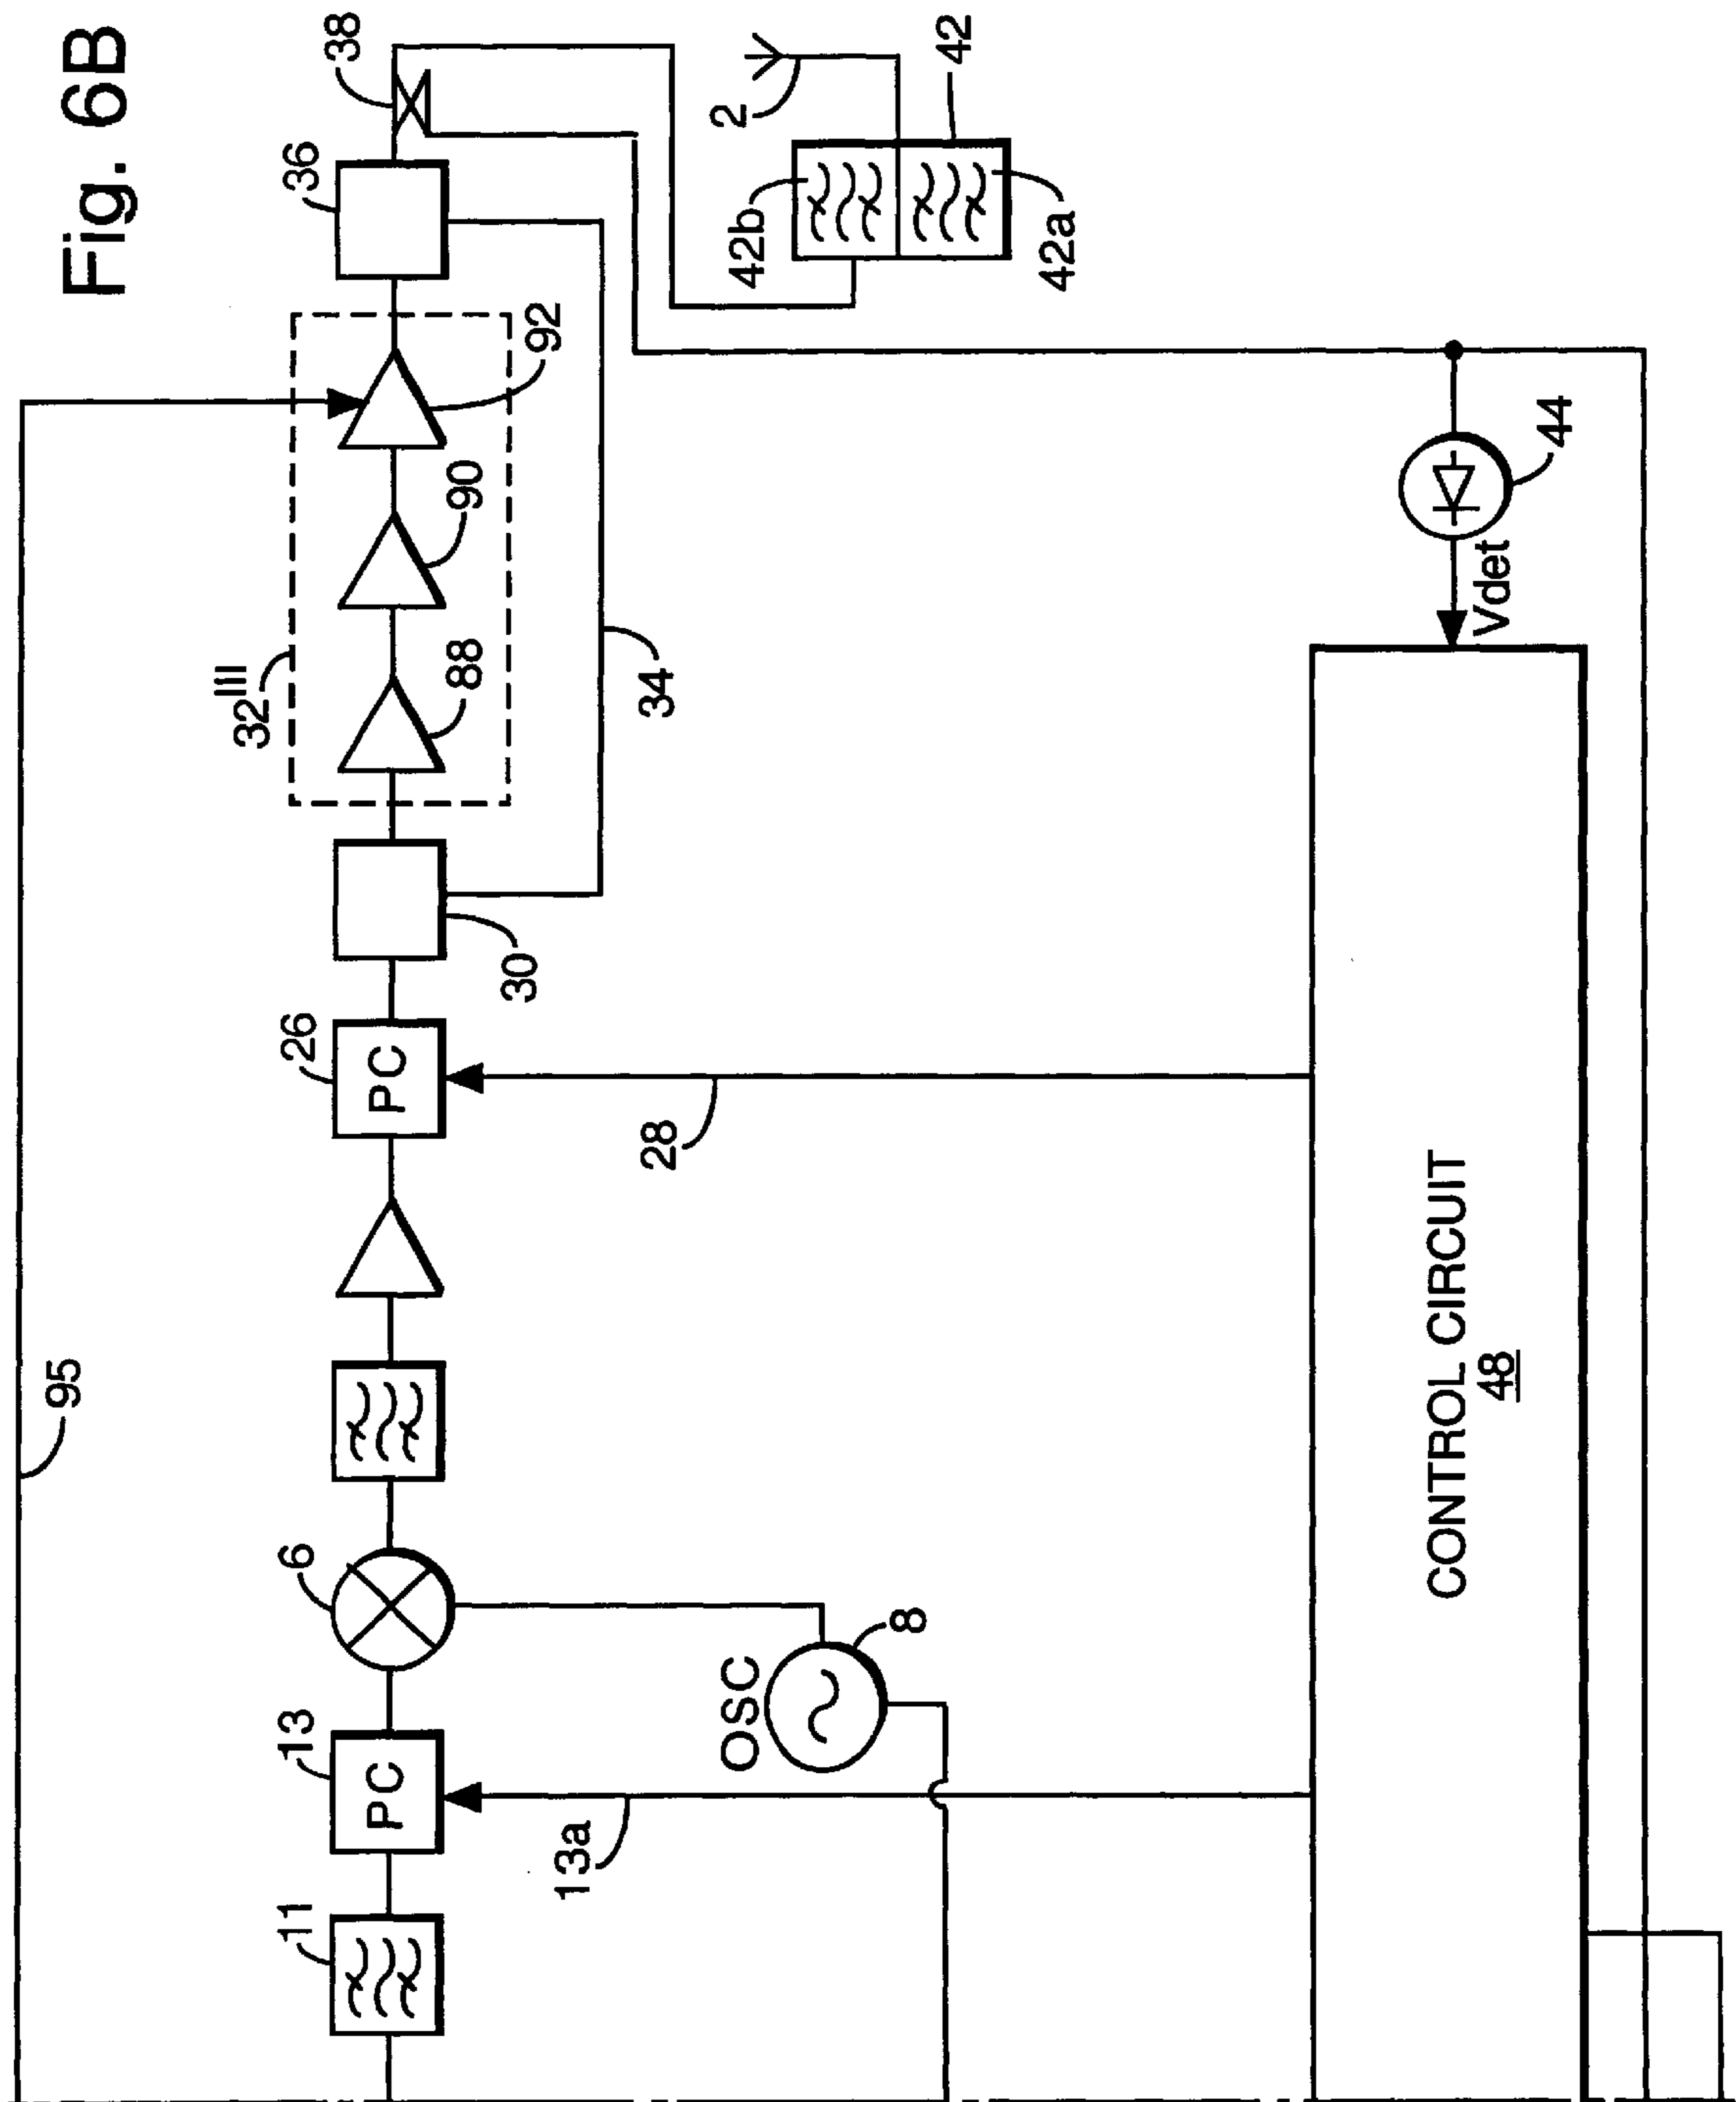 Fig. 6B
95
11
13
PC
13a
6
OSC
8
26
PC
28
30
32III
88
90
92
34
36
38
2
42b
42
42a
44
Vdet
CONTROL CIRCUIT
48